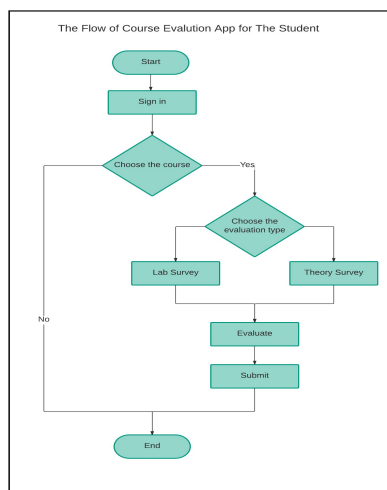 The Flow of Course Evalution App for The Student
Start
Sign in
Choose the course
Yes
Choose the
evaluation type
Lab Survey
Theory Survey
No
Evaluate
Submit
End